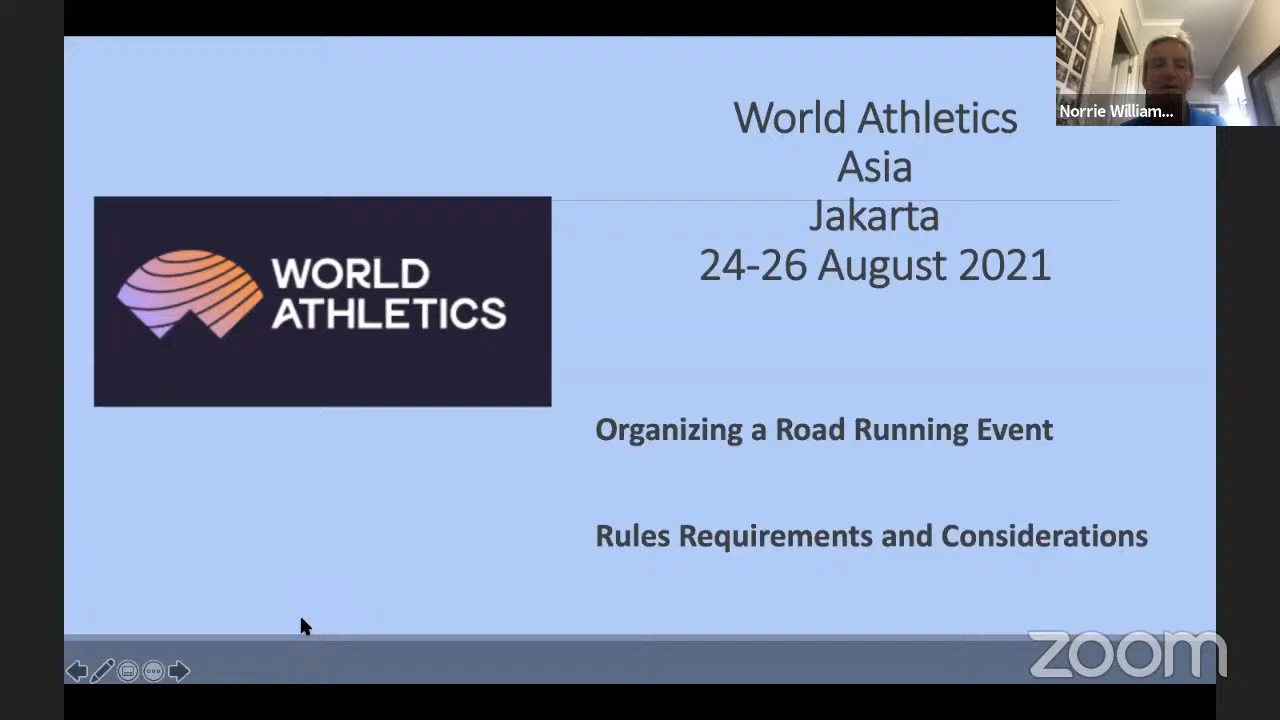 World Athletics
Asia
Jakarta
24-26 August 2021
Norrie William...
WORLD
ATHLETICS
Organizing a Road Running Event
Rules Requirements and Considerations
zoom